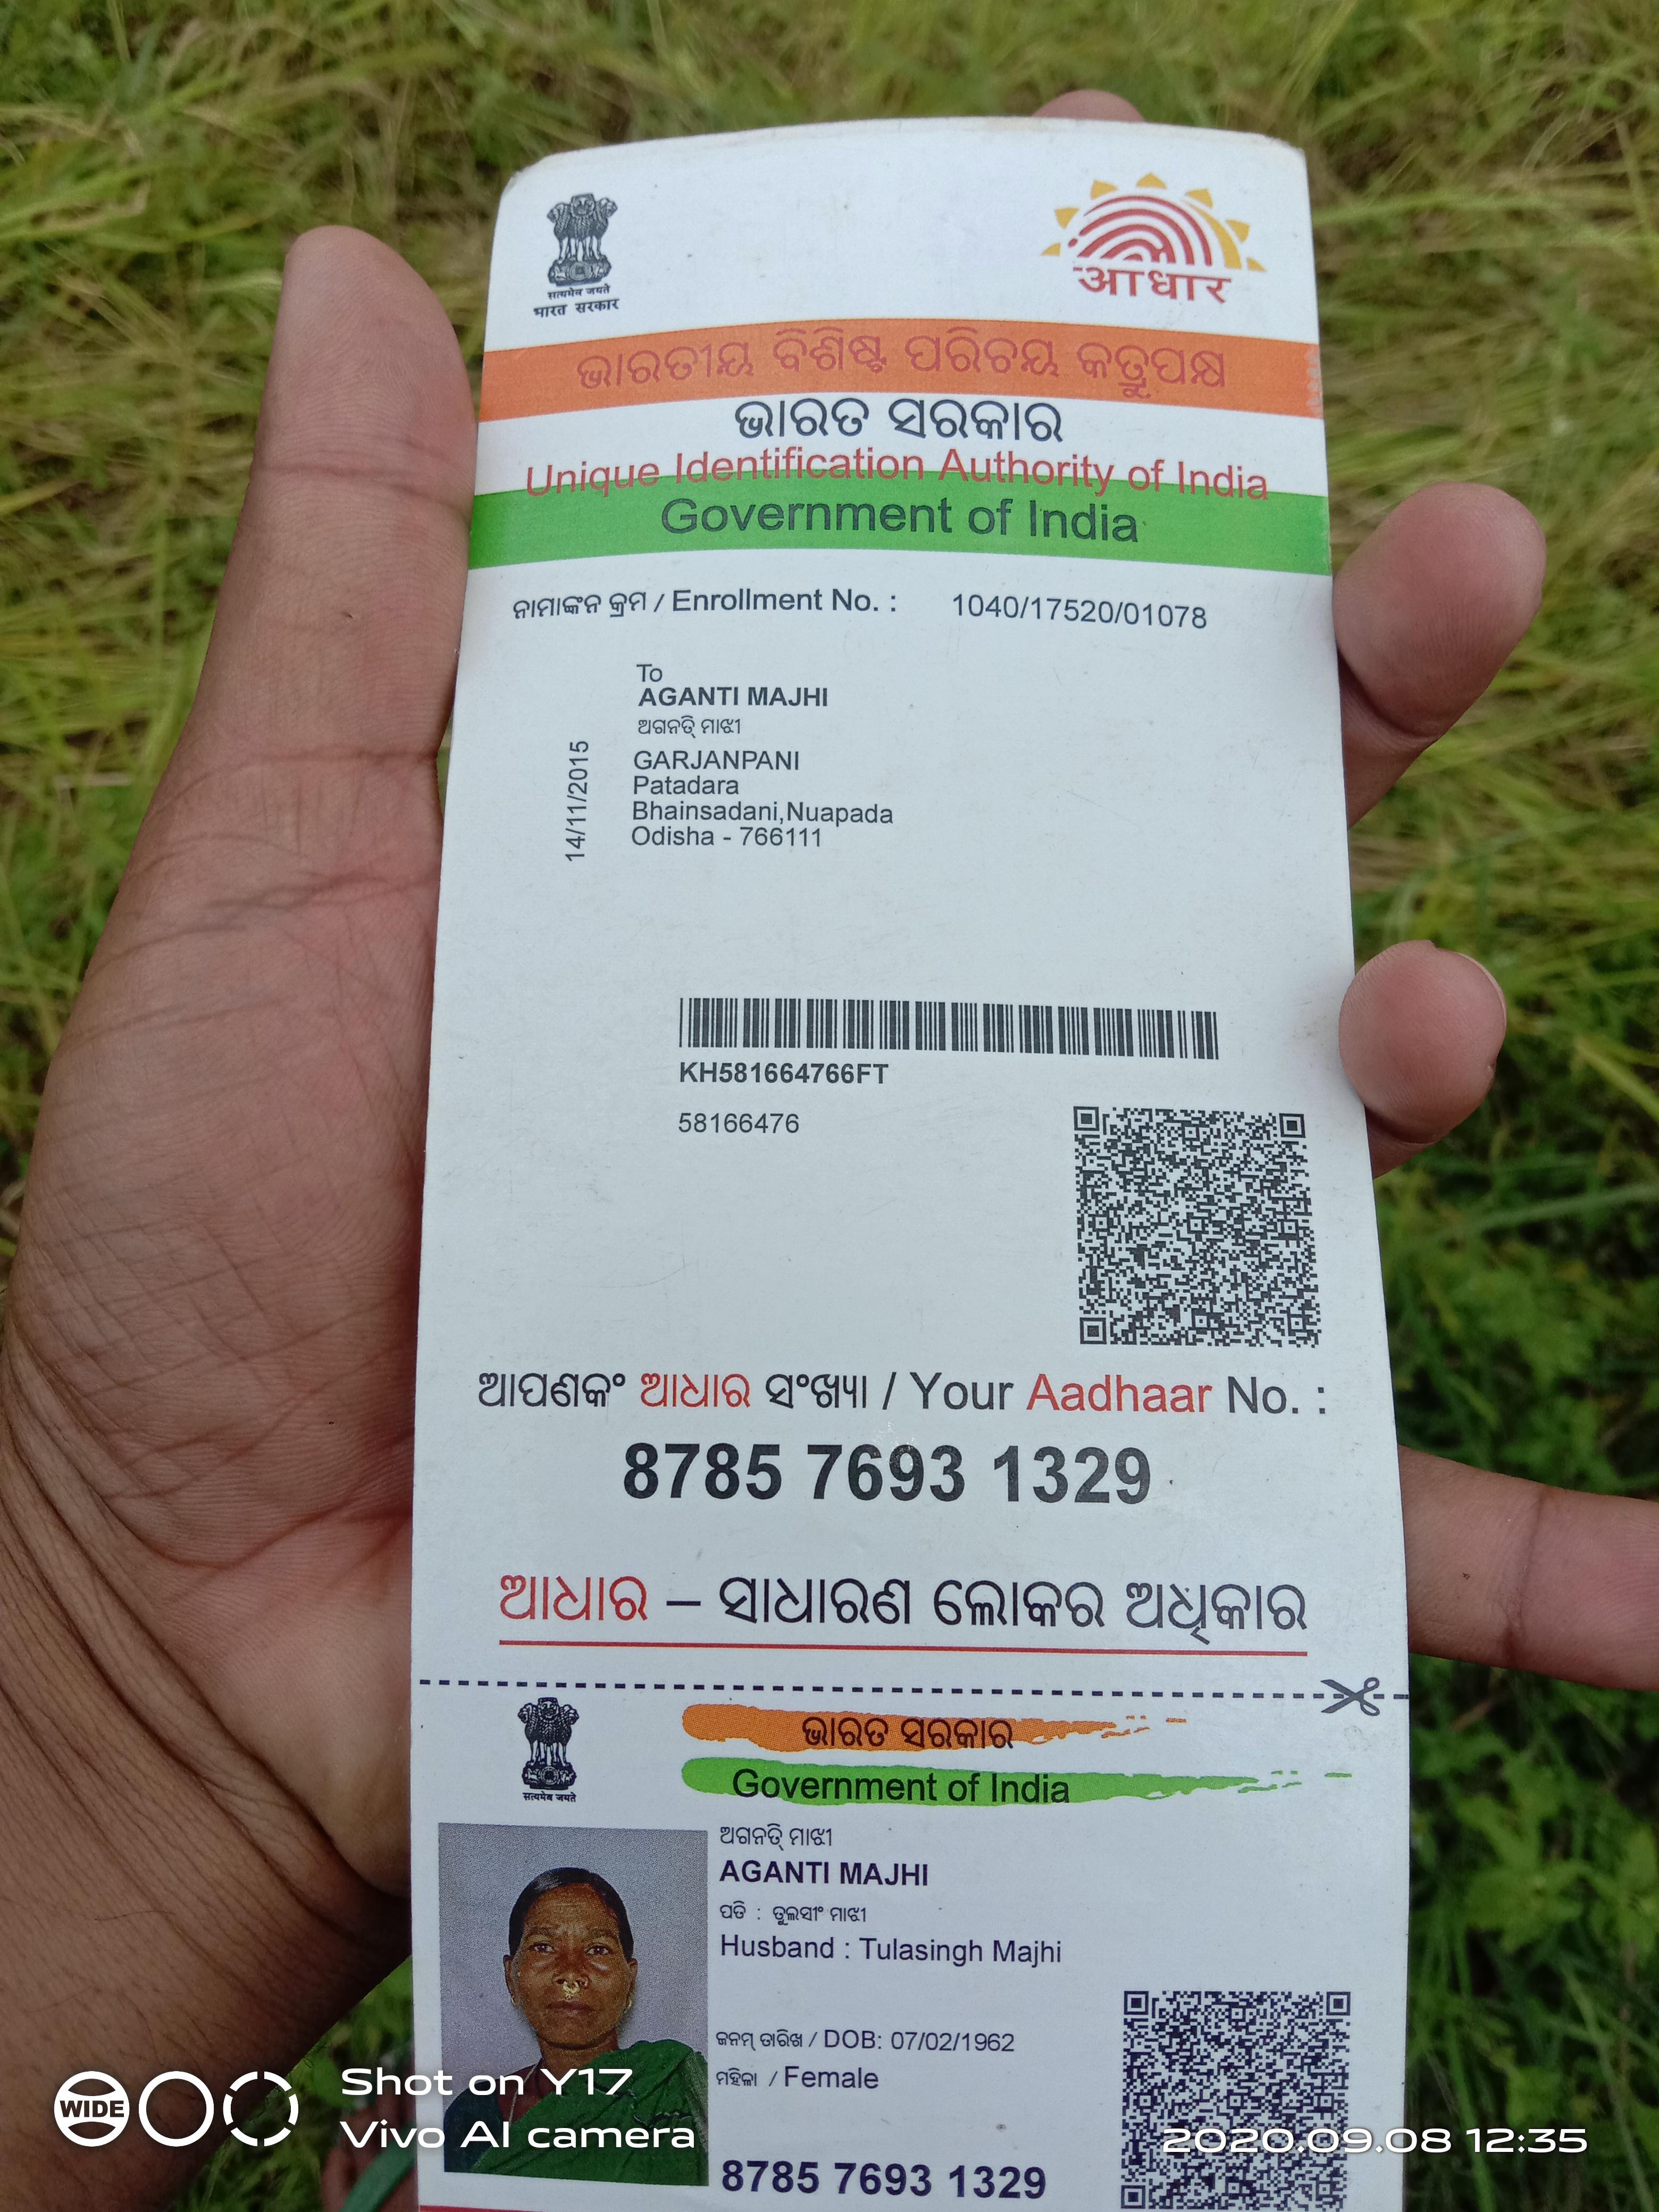 सत्यमेव जयते
भारत सरकार
आधार
ଭାରତୀୟ ବିଶିଷ୍ଟ ପରିଚୟ କତ୍ରୁପକ୍ଷ
ଭାରତ ସରକାର
Unique Identification Authority of India
Government of India
ନାମାଙ୍କନ କ୍ରମ / Enrollment No. : 1040/17520/01078
14/11/2015
To
AGANTI MAJHI
ଅଗନତି୍ ମାଝୀ
GARJANPANI
Patadara
Bhainsadani,Nuapada
Odisha - 766111
KH581664766FT
58166476
ଆପଣକଂ ଆଧାର ସଂଖ୍ୟା / Your Aadhaar No. :
8785 7693 1329
ଆଧାର – ସାଧାରଣ ଲୋକର ଅଧିକାର
सत्यमेव जयते
ଭାରତ ସରକାର
Government of India
ଅଗନତି୍ ମାଝୀ
AGANTI MAJHI
ପତି : ତୁଲସୀଂ ମାଝୀ
Husband : Tulasingh Majhi
ଜନମ୍ ତାରିଖ / DOB: 07/02/1962
ମହିଳା / Female
8785 7693 1329
WIDE
Shot on Y17
Vivo AI camera
2020.09.08 12:35